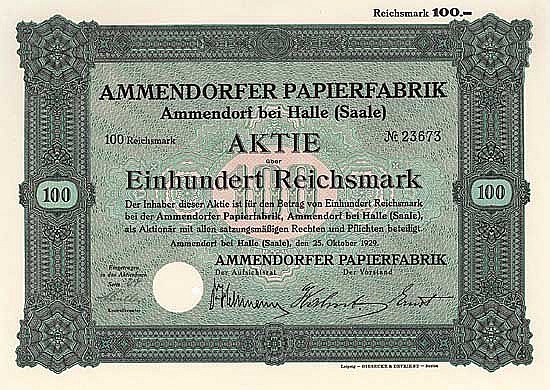 Reichsmark 100.–
AMMENDORFER PAPIERFABRIK
Ammendorf bei Halle (Saale)
100 Reichsmark
AKTIE
№ 23673
über
Einhundert Reichsmark
100
100
Der Inhaber dieser Aktie ist für den Betrag von Einhundert Reichsmark
bei der Ammendorfer Papierfabrik, Ammendorf bei Halle (Saale),
als Aktionär mit allen satzungsmäßigen Rechten und Pflichten beteiligt.
Ammendorf bei Halle (Saale), den 25. Oktober 1929.
AMMENDORFER PAPIERFABRIK
Der Aufsichtsrat
Der Vorstand
Eingetragen
in das Aktienbuch
Seite
Kontrollbeamter
Leipzig — GIESECKE & DEVRIENT — Berlin